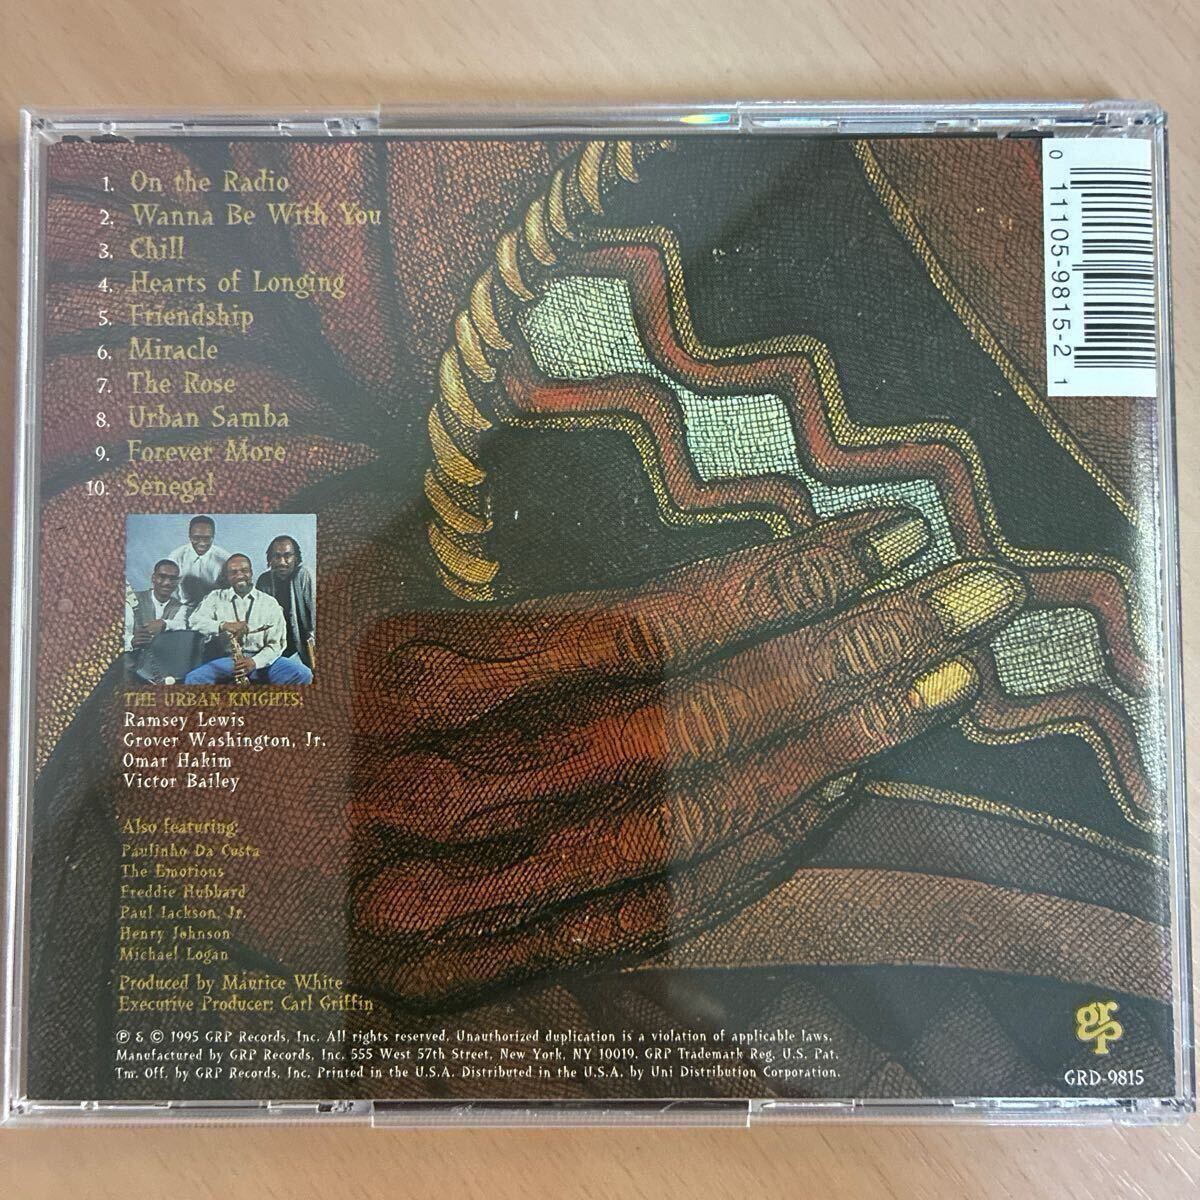 1. On the Radio
2. Wanna Be With You
3. Chill
4. Hearts of Longing
5. Friendship
6. Miracle
7. The Rose
8. Urban Samba
9. Forever More
10. Senegal
THE URBAN KNIGHTS:
Ramsey Lewis
Grover Washington, Jr.
Omar Hakim
Victor Bailey
Also featuring:
Paulinho Da Costa
The Emotions
Freddie Hubbard
Paul Jackson, Jr.
Henry Johnson
Michael Logan
Produced by Maurice White
Executive Producer: Carl Griffin
℗ & © 1995 GRP Records, Inc. All rights reserved. Unauthorized duplication is a violation of applicable laws.
Manufactured by GRP Records, Inc. 555 West 57th Street, New York, NY 10019. GRP Trademark Reg. U.S. Pat.
Tm. Off. by GRP Records, Inc. Printed in the U.S.A. Distributed in the U.S.A. by Uni Distribution Corporation.
0 11105-9815-2 1
grp
GRD-9815